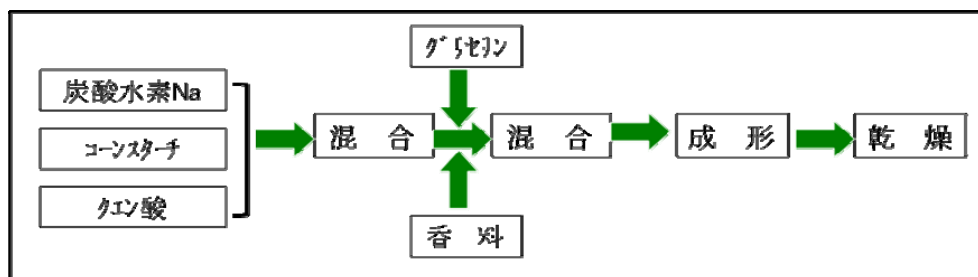 グリセリン
炭酸水素Na
コーンスターチ
クエン酸
混 合
混 合
成 形
乾 燥
香 料